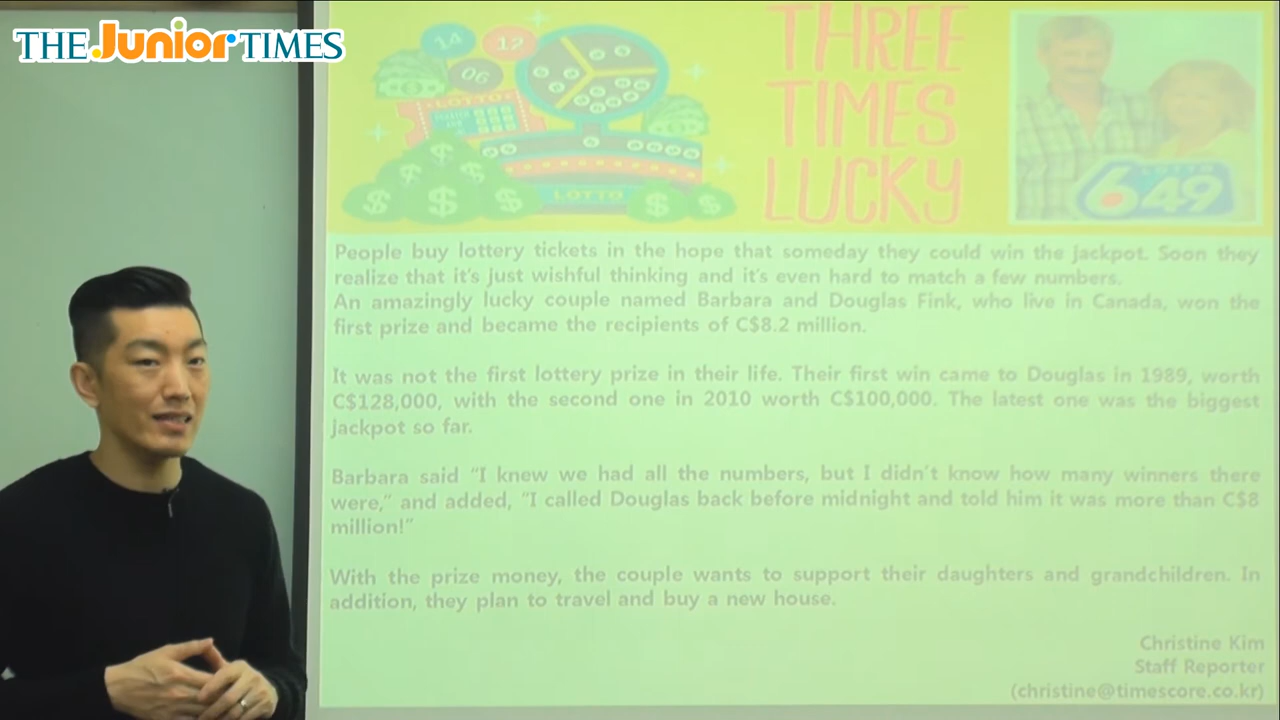 THE Junior TIMES
14
12
06
LOTTO
THREE
TIMES
LUCKY
LOTTO
649
People buy lottery tickets in the hope that someday they could win the jackpot. Soon they
realize that it's just wishful thinking and it's even hard to match a few numbers.
An amazingly lucky couple named Barbara and Douglas Fink, who live in Canada, won the
first prize and became the recipients of C$8.2 million.
It was not the first lottery prize in their life. Their first win came to Douglas in 1989, worth
C$128,000, with the second one in 2010 worth C$100,000. The latest one was the biggest
jackpot so far.
Barbara said “I knew we had all the numbers, but I didn't know how many winners there
were,” and added, “I called Douglas back before midnight and told him it was more than C$8
million!”
With the prize money, the couple wants to support their daughters and grandchildren. In
addition, they plan to travel and buy a new house.
Christine Kim
Staff Reporter
(christine@timescore.co.kr)